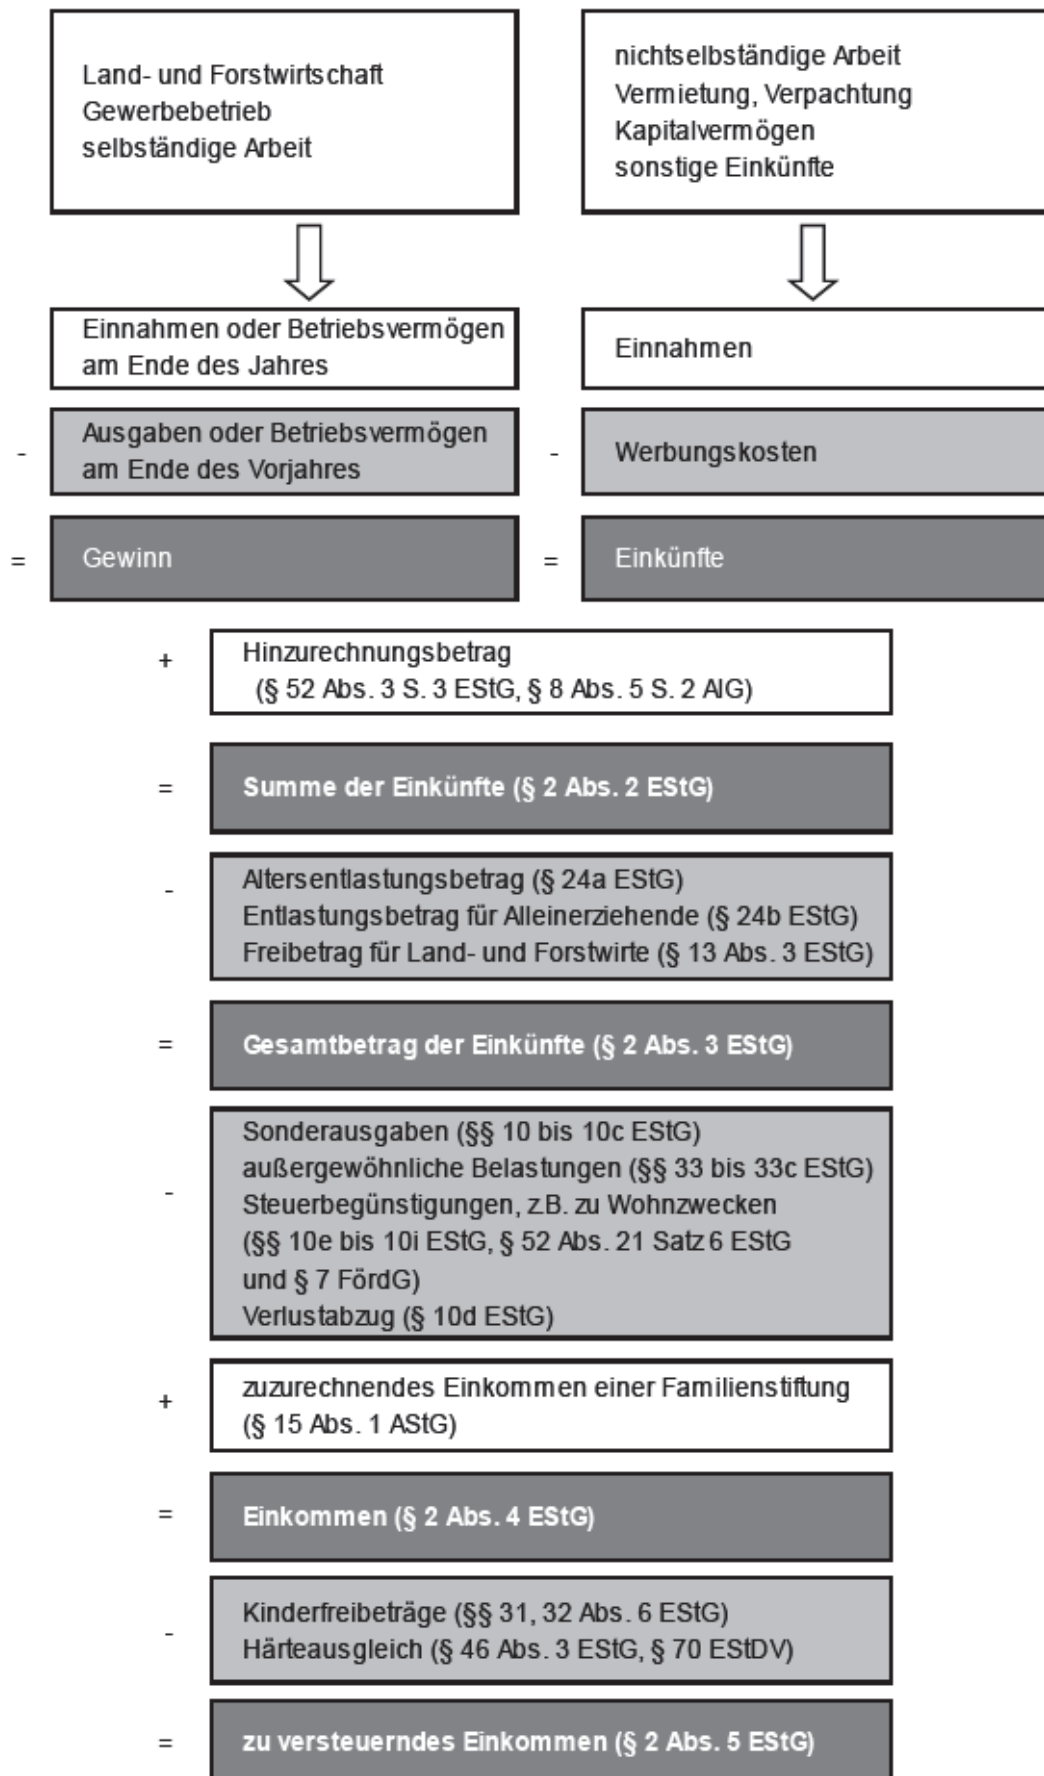 Land- und Forstwirtschaft
Gewerbebetrieb
selbständige Arbeit
nichtselbständige Arbeit
Vermietung, Verpachtung
Kapitalvermögen
sonstige Einkünfte
Einnahmen oder Betriebsvermögen
am Ende des Jahres
Einnahmen
-
Ausgaben oder Betriebsvermögen
am Ende des Vorjahres
-
Werbungskosten
=
Gewinn
=
Einkünfte
+
Hinzurechnungsbetrag
(§ 52 Abs. 3 S. 3 EStG, § 8 Abs. 5 S. 2 AIG)
=
Summe der Einkünfte (§ 2 Abs. 2 EStG)
-
Altersentlastungsbetrag (§ 24a EStG)
Entlastungsbetrag für Alleinerziehende (§ 24b EStG)
Freibetrag für Land- und Forstwirte (§ 13 Abs. 3 EStG)
=
Gesamtbetrag der Einkünfte (§ 2 Abs. 3 EStG)
-
Sonderausgaben (§§ 10 bis 10c EStG)
außergewöhnliche Belastungen (§§ 33 bis 33c EStG)
Steuerbegünstigungen, z.B. zu Wohnzwecken
(§§ 10e bis 10i EStG, § 52 Abs. 21 Satz 6 EStG
und § 7 FördG)
Verlustabzug (§ 10d EStG)
+
zuzurechnendes Einkommen einer Familienstiftung
(§ 15 Abs. 1 AStG)
=
Einkommen (§ 2 Abs. 4 EStG)
-
Kinderfreibeträge (§§ 31, 32 Abs. 6 EStG)
Härteausgleich (§ 46 Abs. 3 EStG, § 70 EStDV)
=
zu versteuerndes Einkommen (§ 2 Abs. 5 EStG)